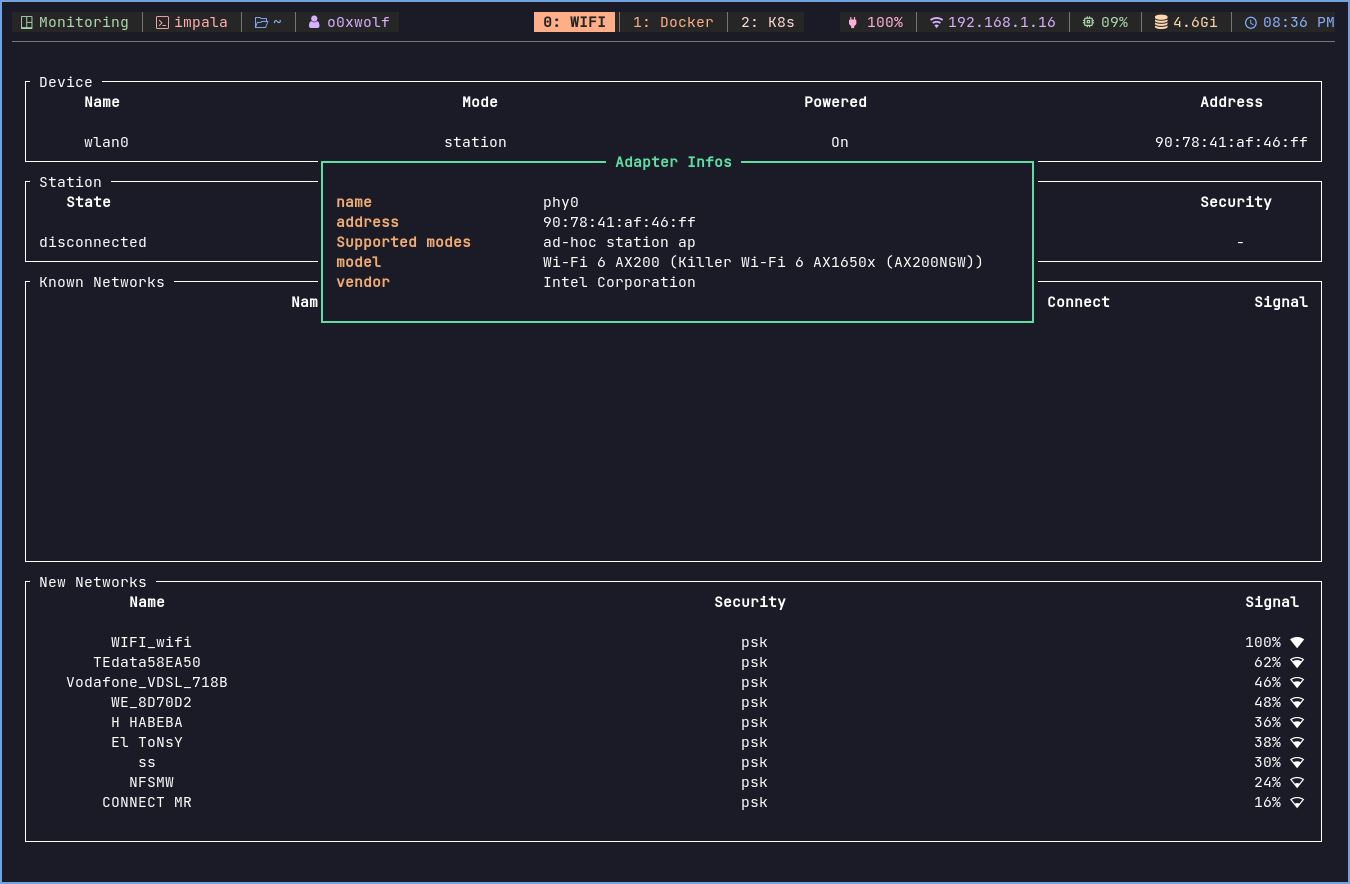 Monitoring impala ~ o0xwolf 0: WIFI 1: Docker 2: K8s 100% 192.168.1.16 09% 4.6Gi 08:36 PM
Device
Name Mode Powered Address
wlan0 station On 90:78:41:af:46:ff
Adapter Infos
Station
State Security
name phy0
address 90:78:41:af:46:ff
disconnected -
Supported modes ad-hoc station ap
model Wi-Fi 6 AX200 (Killer Wi-Fi 6 AX1650x (AX200NGW))
vendor Intel Corporation
Known Networks
Nam Connect Signal
New Networks
Name Security Signal
WIFI_wifi psk 100%
TEdata58EA50 psk 62%
Vodafone_VDSL_718B psk 46%
WE_8D70D2 psk 48%
H HABEBA psk 36%
El ToNsY psk 38%
ss psk 30%
NFSMW psk 24%
CONNECT MR psk 16%